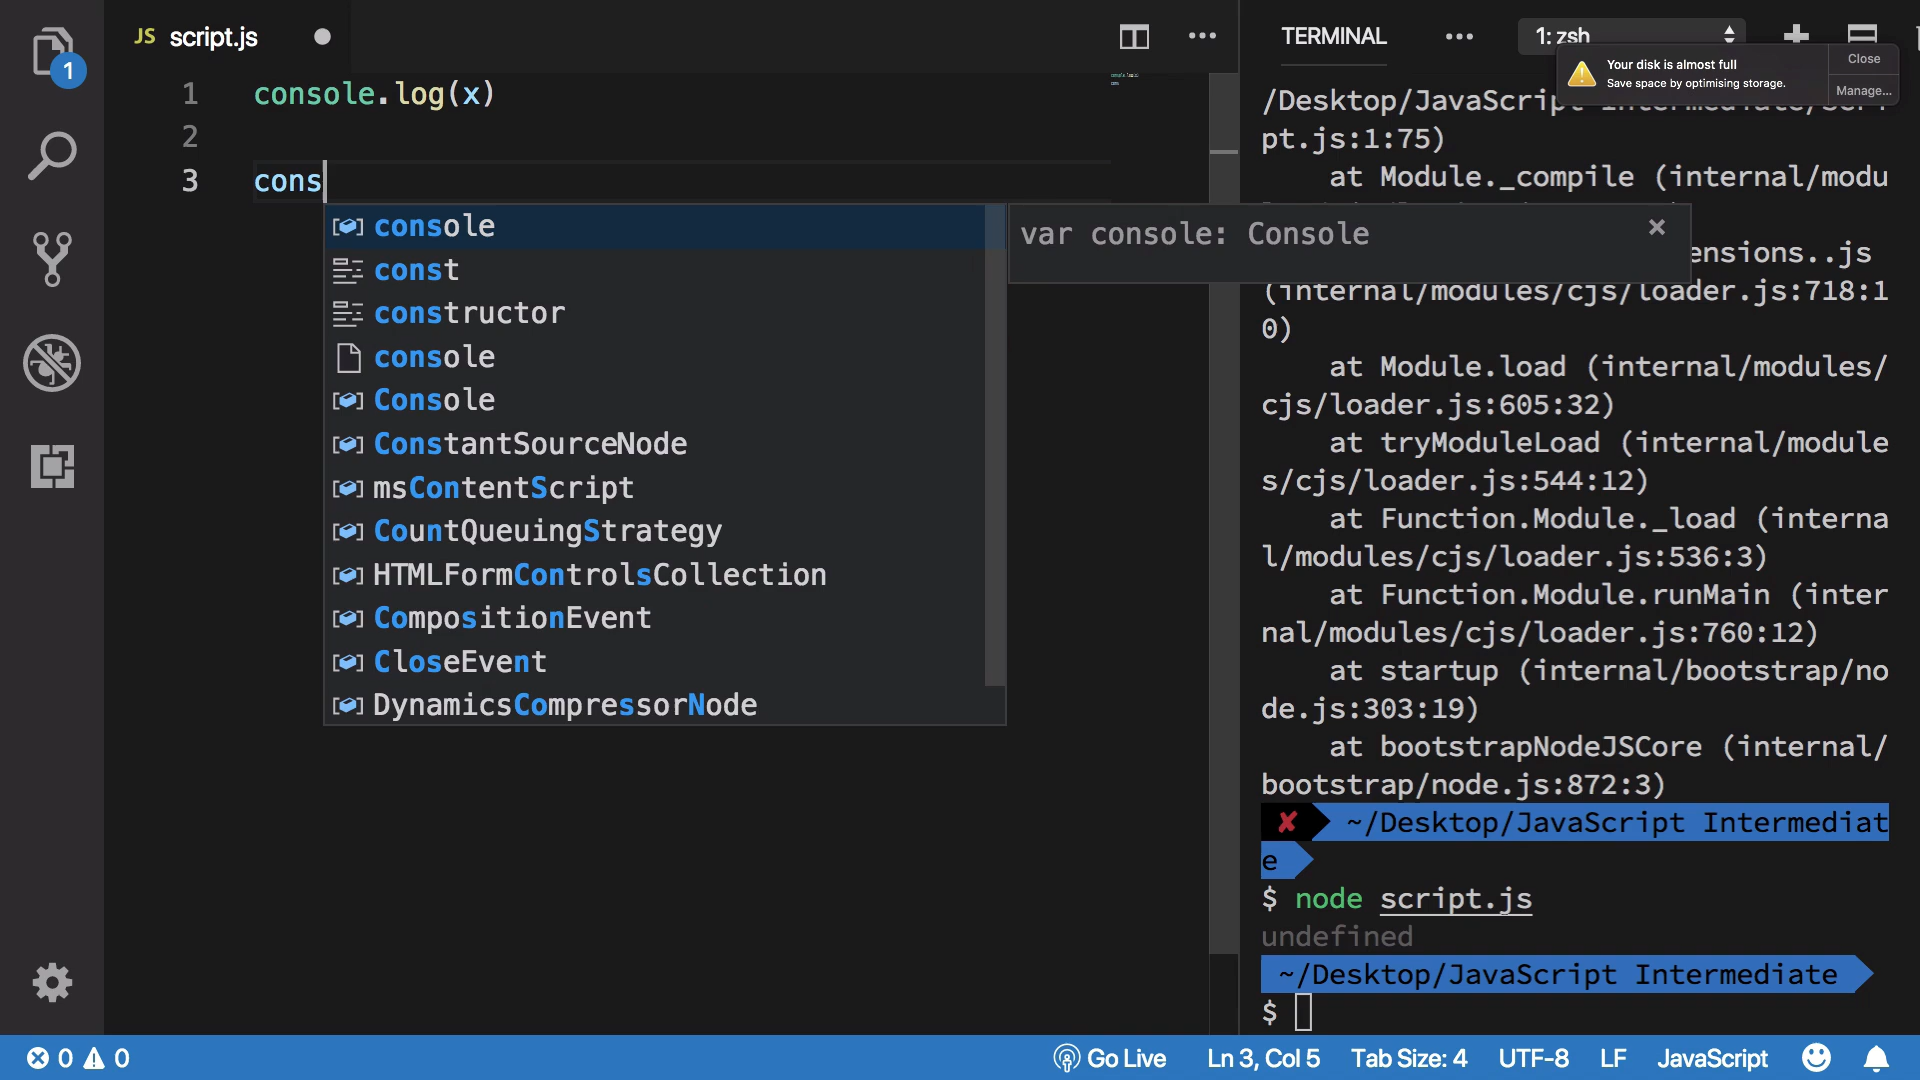 JS script.js
1 console.log(x)
2
3 cons
console
const
constructor
console
Console
ConstantSourceNode
msContentScript
CountQueuingStrategy
HTMLFormControlsCollection
CompositionEvent
CloseEvent
DynamicsCompressorNode
var console: Console
1
TERMINAL
1: zsh
Your disk is almost full
Save space by optimising storage.
Close
Manage...
/Desktop/JavaScript
pt.js:1:75)
at Module._compile (internal/modu
ensions..js
(internal/modules/cjs/loader.js:718:1
0)
at Module.load (internal/modules/
cjs/loader.js:605:32)
at tryModuleLoad (internal/module
s/cjs/loader.js:544:12)
at Function.Module._load (interna
l/modules/cjs/loader.js:536:3)
at Function.Module.runMain (inter
nal/modules/cjs/loader.js:760:12)
at startup (internal/bootstrap/no
de.js:303:19)
at bootstrapNodeJSCore (internal/
bootstrap/node.js:872:3)
✘ ~/Desktop/JavaScript Intermediat
e
$ node script.js
undefined
~/Desktop/JavaScript Intermediate
$
0 0
Go Live Ln 3, Col 5 Tab Size: 4 UTF-8 LF JavaScript